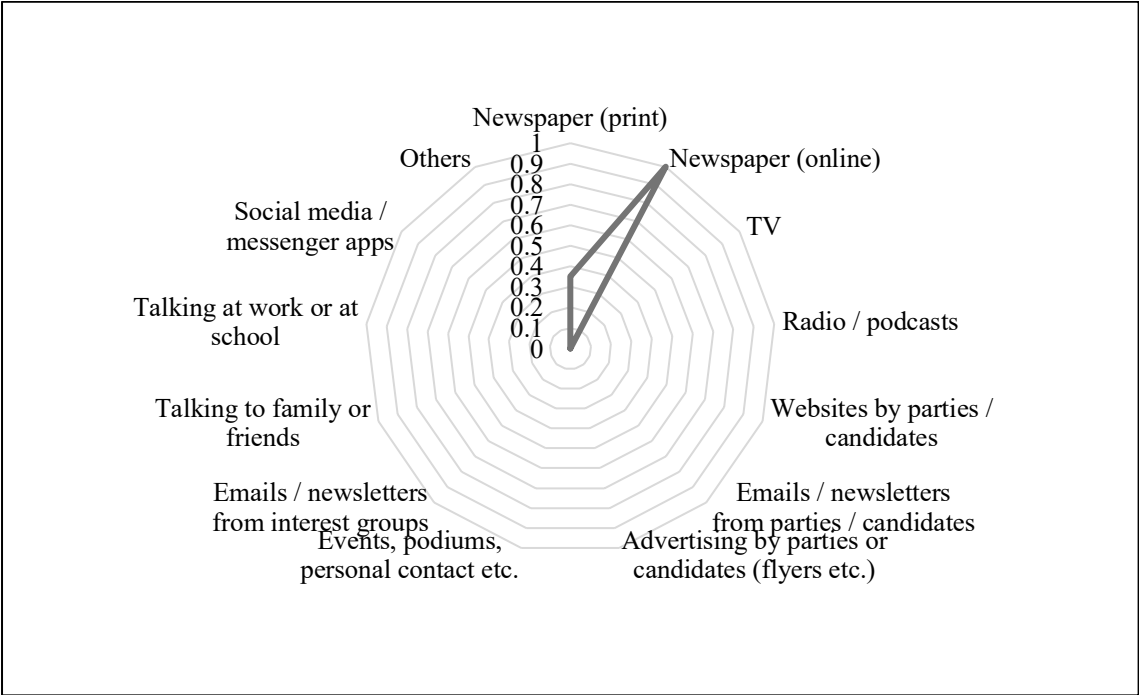 Newspaper (print)
1
0.9
0.8
0.7
0.6
0.5
0.4
0.3
0.2
0.1
0
Newspaper (online)
TV
Radio / podcasts
Websites by parties /
candidates
Emails / newsletters
from parties / candidates
Advertising by parties or
candidates (flyers etc.)
Events, podiums,
personal contact etc.
Emails / newsletters
from interest groups
Talking to family or
friends
Talking at work or at
school
Social media /
messenger apps
Others